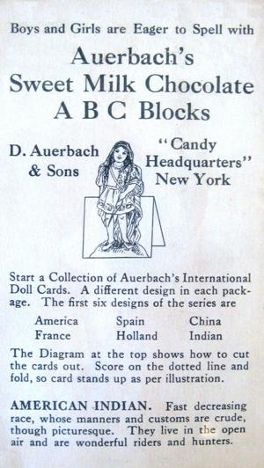 Boys and Girls are Eager to Spell with
Auerbach's
Sweet Milk Chocolate
A B C Blocks
D. Auerbach
& Sons
"Candy
Headquarters"
New York
Start a Collection of Auerbach's International
Doll Cards. A different design in each pack-
age. The first six designs of the series are
America Spain China
France Holland Indian
The Diagram at the top shows how to cut
the cards out. Score on the dotted line and
fold, so card stands up as per illustration.
AMERICAN INDIAN. Fast decreasing
race, whose manners and customs are crude,
though picturesque. They live in the open
air and are wonderful riders and hunters.